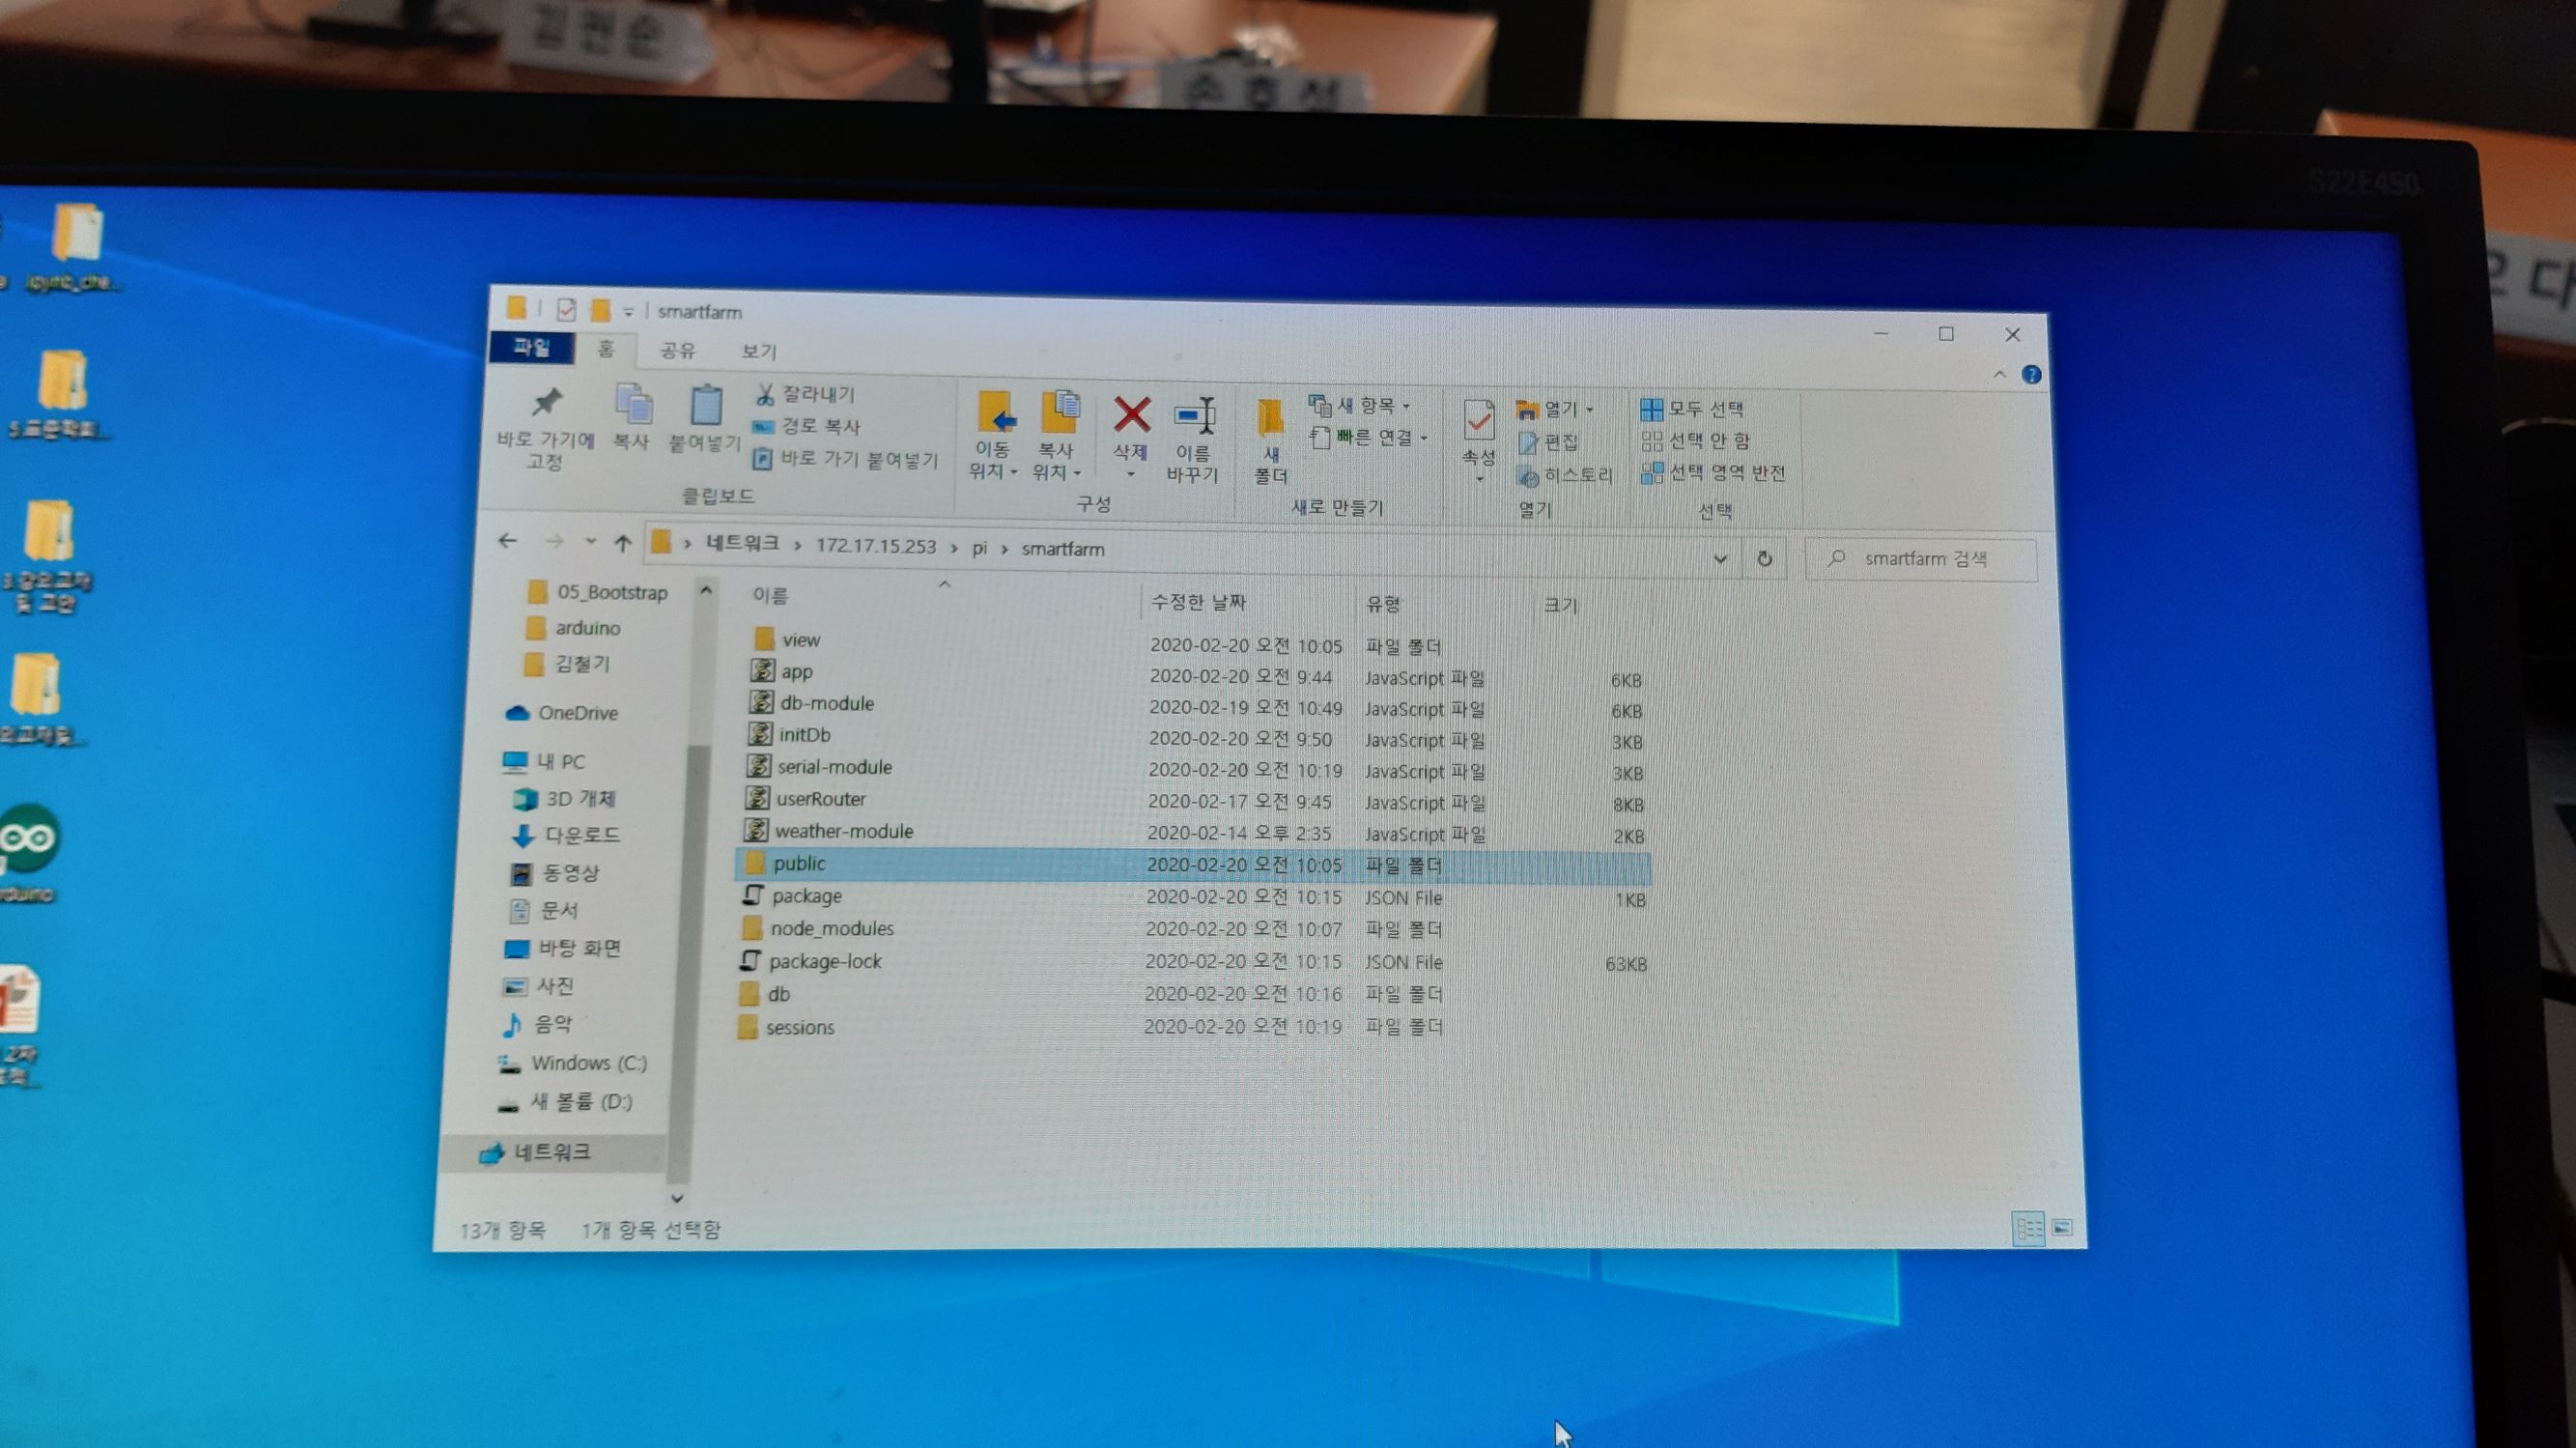 김권순
손호성
S22E450
smartfarm
파일 홈 공유 보기
바로 가기에 고정
복사
붙여넣기
잘라내기
경로 복사
바로 가기 붙여넣기
클립보드
이동 위치
복사 위치
삭제
이름 바꾸기
구성
새 폴더
새 항목
빠른 연결
새로 만들기
속성
열기
편집
히스토리
열기
모두 선택
선택 안 함
선택 영역 반전
선택
네트워크 > 172.17.15.253 > pi > smartfarm
smartfarm 검색
05_Bootstrap
arduino
김철기
OneDrive
내 PC
3D 개체
다운로드
동영상
문서
바탕 화면
사진
음악
Windows (C:)
새 볼륨 (D:)
네트워크
이름 수정한 날짜 유형 크기
view 2020-02-20 오전 10:05 파일 폴더
app 2020-02-20 오전 9:44 JavaScript 파일 6KB
db-module 2020-02-19 오전 10:49 JavaScript 파일 6KB
initDb 2020-02-20 오전 9:50 JavaScript 파일 3KB
serial-module 2020-02-20 오전 10:19 JavaScript 파일 3KB
userRouter 2020-02-17 오전 9:45 JavaScript 파일 8KB
weather-module 2020-02-14 오후 2:35 JavaScript 파일 2KB
public 2020-02-20 오전 10:05 파일 폴더
package 2020-02-20 오전 10:15 JSON File 1KB
node_modules 2020-02-20 오전 10:07 파일 폴더
package-lock 2020-02-20 오전 10:15 JSON File 63KB
db 2020-02-20 오전 10:16 파일 폴더
sessions 2020-02-20 오전 10:19 파일 폴더
13개 항목 1개 항목 선택함